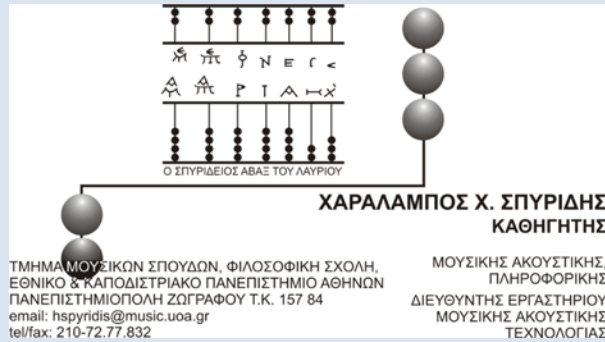 Ο ΣΠΥΡΙΔΕΙΟΣ ΑΒΑΞ ΤΟΥ ΛΑΥΡΙΟΥ
ΧΑΡΑΛΑΜΠΟΣ Χ. ΣΠΥΡΙΔΗΣ
ΚΑΘΗΓΗΤΗΣ
ΜΟΥΣΙΚΗΣ ΑΚΟΥΣΤΙΚΗΣ,
ΠΛΗΡΟΦΟΡΙΚΗΣ
ΔΙΕΥΘΥΝΤΗΣ ΕΡΓΑΣΤΗΡΙΟΥ
ΜΟΥΣΙΚΗΣ ΑΚΟΥΣΤΙΚΗΣ
ΤΕΧΝΟΛΟΓΙΑΣ
ΤΜΗΜΑ ΜΟΥΣΙΚΩΝ ΣΠΟΥΔΩΝ, ΦΙΛΟΣΟΦΙΚΗ ΣΧΟΛΗ,
ΕΘΝΙΚΟ & ΚΑΠΟΔΙΣΤΡΙΑΚΟ ΠΑΝΕΠΙΣΤΗΜΙΟ ΑΘΗΝΩΝ
ΠΑΝΕΠΙΣΤΗΜΙΟΠΟΛΗ ΖΩΓΡΑΦΟΥ Τ.Κ. 157 84
email: hspyridis@music.uoa.gr
tel/fax: 210-72.77.832